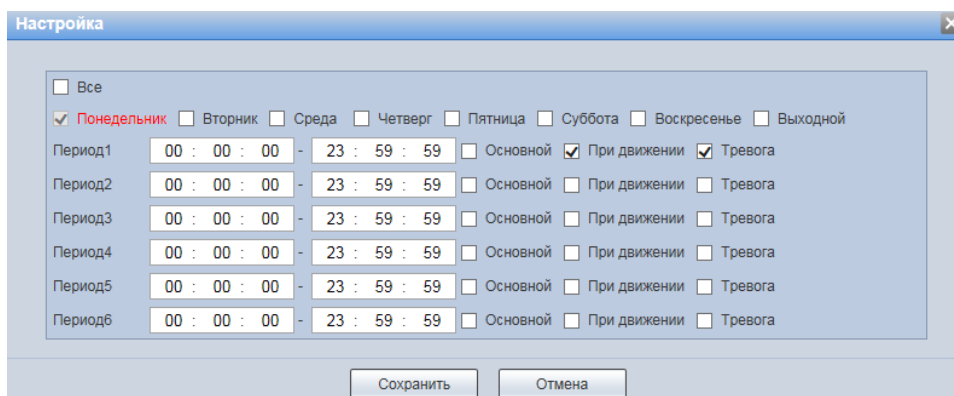 Настройка
Все
Понедельник Вторник Среда Четверг Пятница Суббота Воскресенье Выходной
Период1 00 : 00 : 00 - 23 : 59 : 59 Основной При движении Тревога
Период2 00 : 00 : 00 - 23 : 59 : 59 Основной При движении Тревога
Период3 00 : 00 : 00 - 23 : 59 : 59 Основной При движении Тревога
Период4 00 : 00 : 00 - 23 : 59 : 59 Основной При движении Тревога
Период5 00 : 00 : 00 - 23 : 59 : 59 Основной При движении Тревога
Период6 00 : 00 : 00 - 23 : 59 : 59 Основной При движении Тревога
Сохранить Отмена